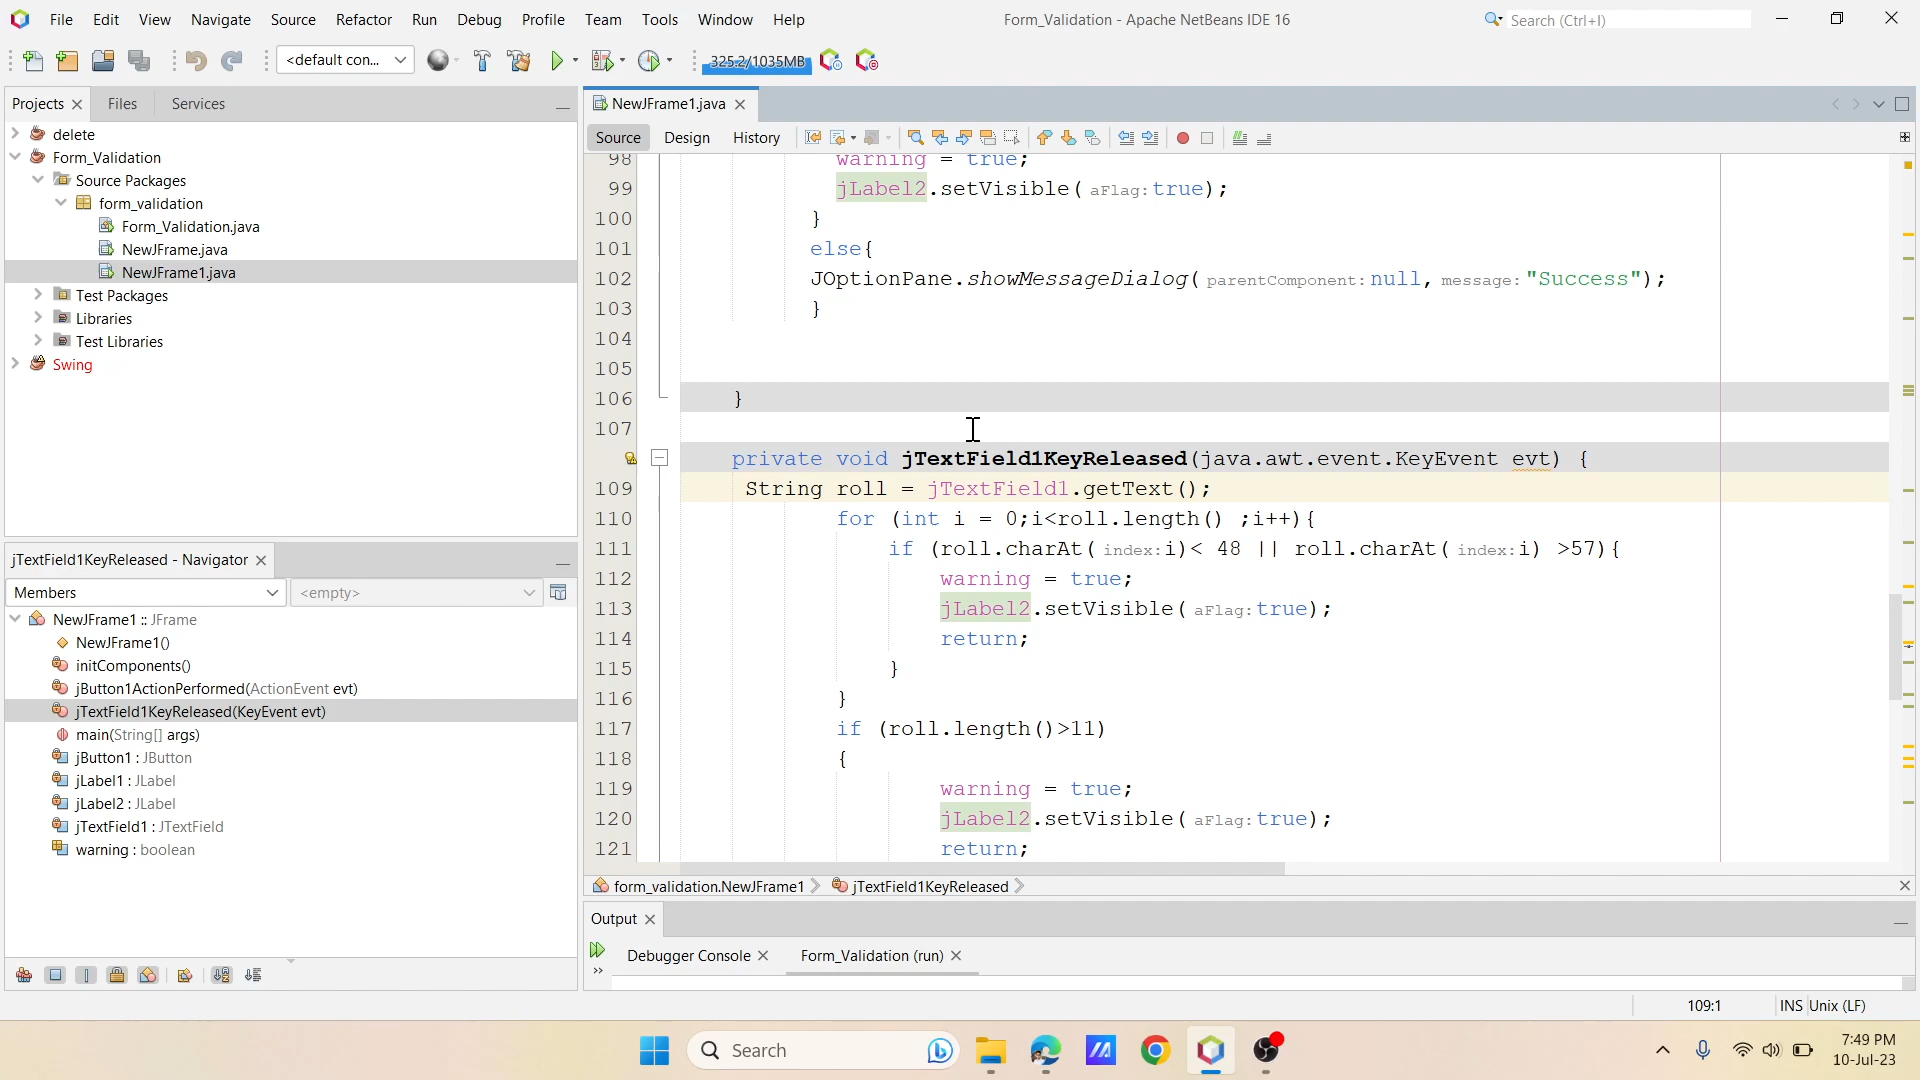 File Edit View Navigate Source Refactor Run Debug Profile Team Tools Window Help
Form_Validation - Apache NetBeans IDE 16
Search (Ctrl+I)
<default con...
325.2/1035MB
Projects
Files
Services
delete
Form_Validation
Source Packages
form_validation
Form_Validation.java
NewJFrame.java
NewJFrame1.java
Test Packages
Libraries
Test Libraries
Swing
jTextField1KeyReleased - Navigator
Members
<empty>
NewJFrame1 :: JFrame
NewJFrame1()
initComponents()
jButton1ActionPerformed(ActionEvent evt)
jTextField1KeyReleased(KeyEvent evt)
main(String[] args)
jButton1 : JButton
jLabel1 : JLabel
jLabel2 : JLabel
jTextField1 : JTextField
warning : boolean
NewJFrame1.java
Source Design History
98 warning = true;
99 jLabel2.setVisible( aFlag: true);
100 }
101 else{
102 JOptionPane.showMessageDialog( parentComponent: null, message: "Success");
103 }
104
105
106 }
107
private void jTextField1KeyReleased(java.awt.event.KeyEvent evt) {
109 String roll = jTextField1.getText();
110 for (int i = 0;i<roll.length() ;i++){
111 if (roll.charAt( index: i)< 48 || roll.charAt( index: i) >57){
112 warning = true;
113 jLabel2.setVisible( aFlag: true);
114 return;
115 }
116 }
117 if (roll.length()>11)
118 {
119 warning = true;
120 jLabel2.setVisible( aFlag: true);
121 return;
form_validation.NewJFrame1
jTextField1KeyReleased
Output
Debugger Console
Form_Validation (run)
109:1
INS
Unix (LF)
Search
7:49 PM
10-Jul-23